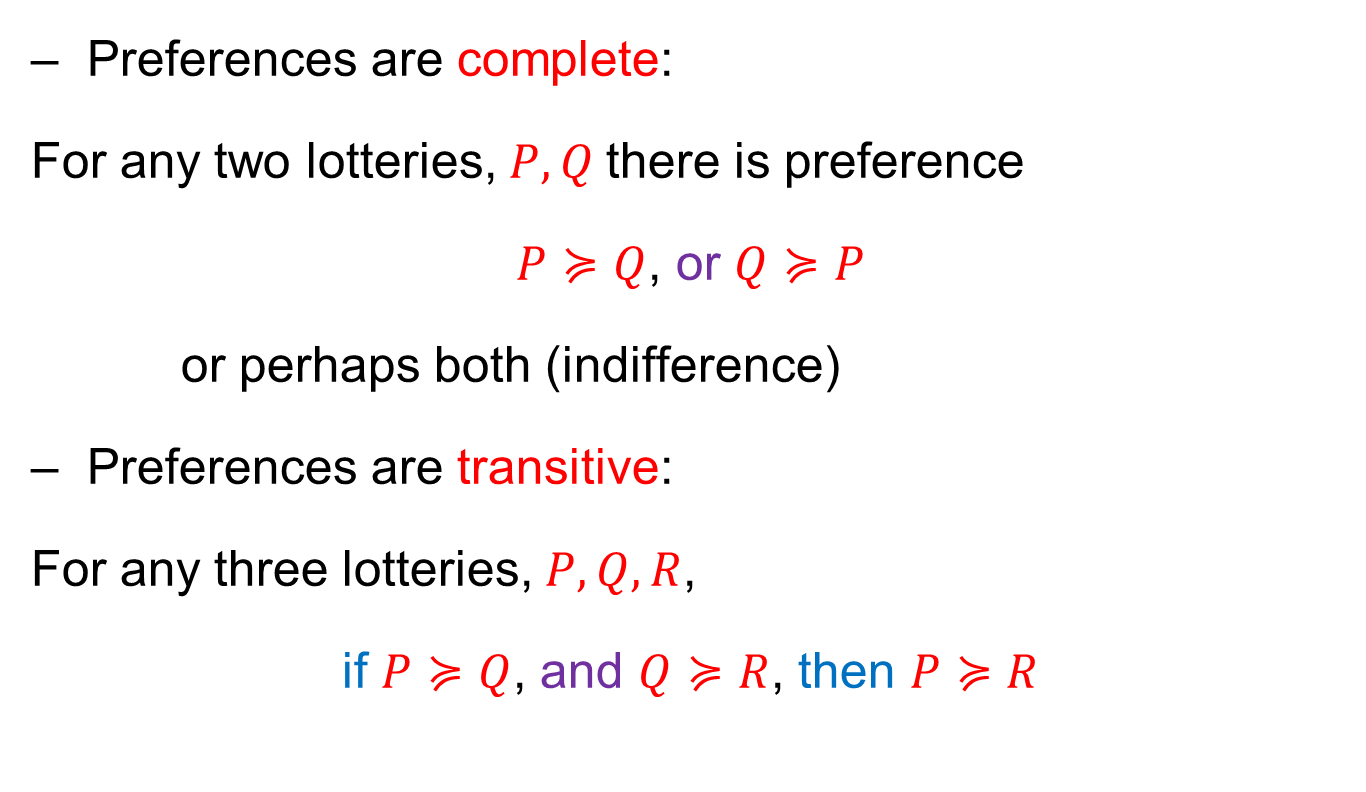 – Preferences are complete:
For any two lotteries, P, Q there is preference
P ≽ Q, or Q ≽ P
or perhaps both (indifference)
– Preferences are transitive:
For any three lotteries, P, Q, R,
if P ≽ Q, and Q ≽ R, then P ≽ R